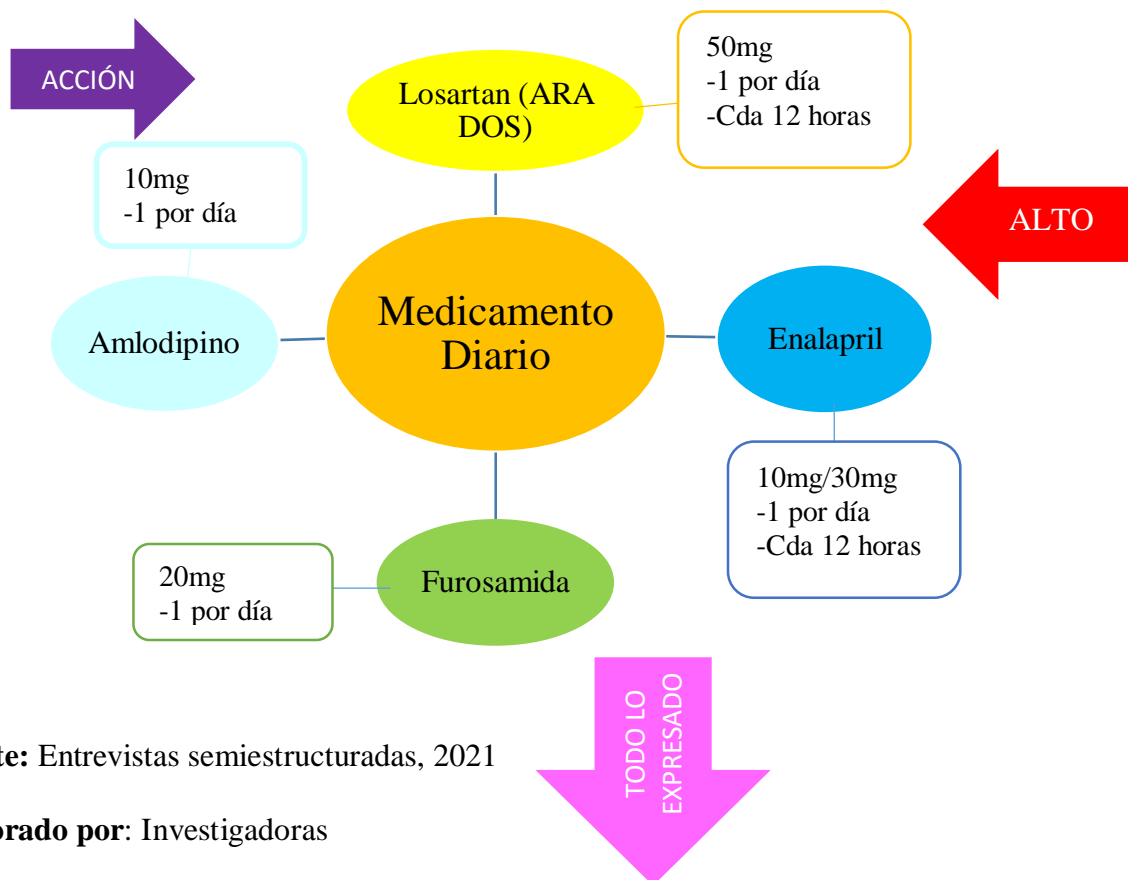 ACCIÓN
Losartan (ARA
DOS)
50mg
-1 por día
-Cda 12 horas
10mg
-1 por día
ALTO
Amlodipino
Medicamento
Diario
Enalapril
10mg/30mg
-1 por día
-Cda 12 horas
20mg
-1 por día
Furosamida
TODO LO
EXPRESADO
te: Entrevistas semiestructuradas, 2021
orado por: Investigadoras